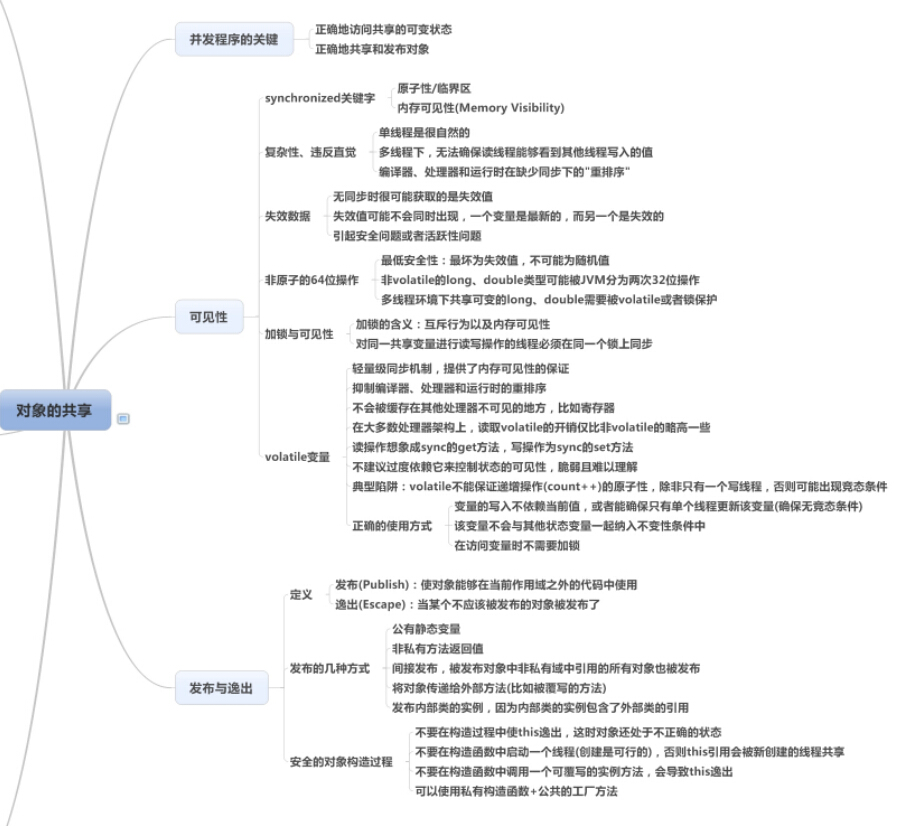 对象的共享
并发程序的关键
正确地访问共享的可变状态
正确地共享和发布对象
可见性
synchronized关键字
原子性/临界区
内存可见性(Memory Visibility)
复杂性、违反直觉
单线程是很自然的
多线程下，无法确保读线程能够看到其他线程写入的值
编译器、处理器和运行时在缺少同步下的"重排序"
失效数据
无同步时很可能获取的是失效值
失效值可能不会同时出现，一个变量是最新的，而另一个是失效的
引起安全问题或者活跃性问题
非原子的64位操作
最低安全性：最坏为失效值，不可能为随机值
非volatile的long、double类型可能被JVM分为两次32位操作
多线程环境下共享可变的long、double需要被volatile或者锁保护
加锁与可见性
加锁的含义：互斥行为以及内存可见性
对同一共享变量进行读写操作的线程必须在同一个锁上同步
volatile变量
轻量级同步机制，提供了内存可见性的保证
抑制编译器、处理器和运行时的重排序
不会被缓存在其他处理器不可见的地方，比如寄存器
在大多数处理器架构上，读取volatile的开销仅比非volatile的略高一些
读操作想象成sync的get方法，写操作为sync的set方法
不建议过度依赖它来控制状态的可见性，脆弱且难以理解
典型陷阱：volatile不能保证递增操作(count++)的原子性，除非只有一个写线程，否则可能出现竞态条件
正确的使用方式
变量的写入不依赖当前值，或者能确保只有单个线程更新该变量(确保无竞态条件)
该变量不会与其他状态变量一起纳入不变性条件中
在访问变量时不需要加锁
发布与逸出
定义
发布(Publish)：使对象能够在当前作用域之外的代码中使用
逸出(Escape)：当某个不应该被发布的对象被发布了
发布的几种方式
公有静态变量
非私有方法返回值
间接发布，被发布对象中非私有域中引用的所有对象也被发布
将对象传递给外部方法(比如被覆写的方法)
发布内部类的实例，因为内部类的实例包含了外部类的引用
安全的对象构造过程
不要在构造过程中使this逸出，这时对象还处于不正确的状态
不要在构造函数中启动一个线程(创建是可行的)，否则this引用会被新创建的线程共享
不要在构造函数中调用一个可覆写的实例方法，会导致this逸出
可以使用私有构造函数+公共的工厂方法